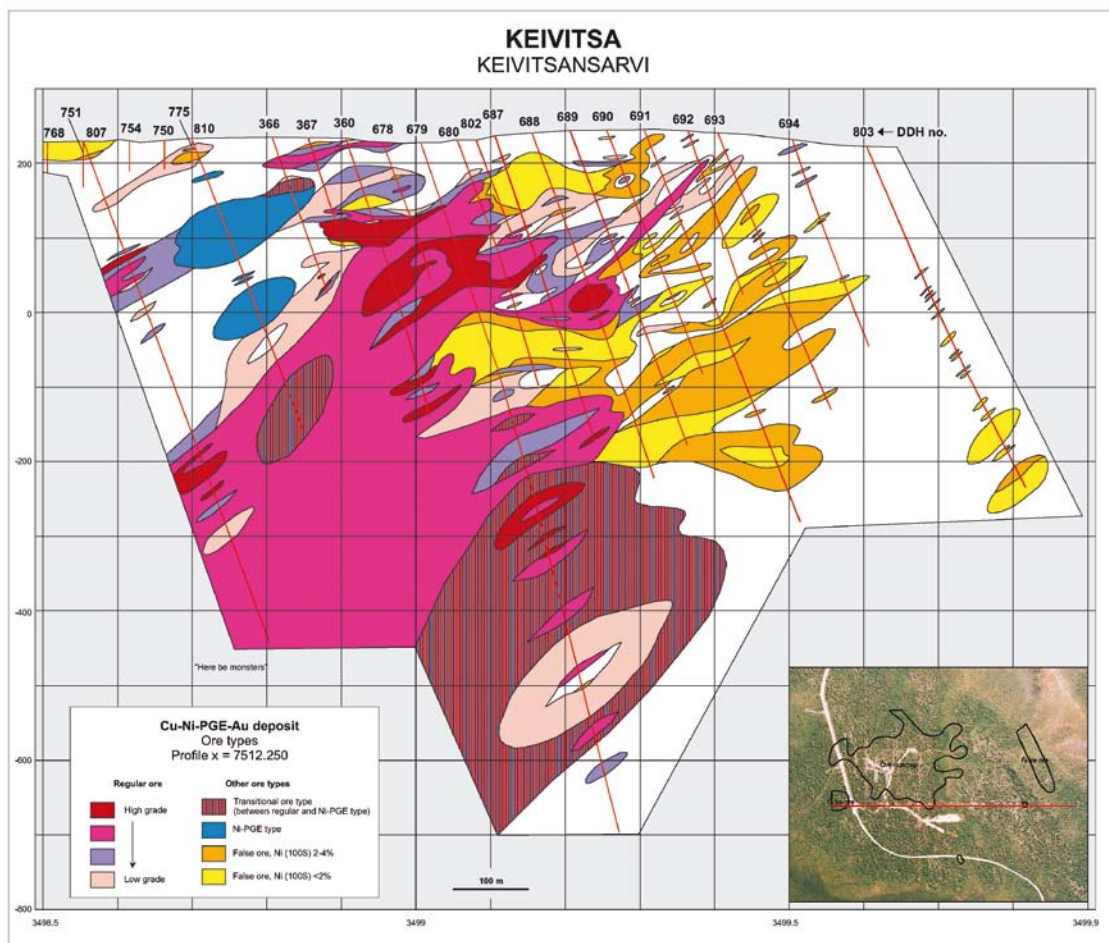 KEIVITSA
KEIVITSANSARVI
751
768
807
754
750
775
810
366
367
360
678
679
680
802
687
688
689
690
691
692
693
694
803 ← DDH no.
200
0
-200
-400
-600
-800
"Here be monsters"
Cu-Ni-PGE-Au deposit
Ore types
Profile x = 7512.250
Regular ore
Other ore types
High grade
Low grade
Transitional ore type
(between regular and Ni-PGE type)
Ni-PGE type
False ore, Ni (100S) 2-4%
False ore, Ni (100S) <2%
100 m
3498.5
3499
3499.5
3499.9